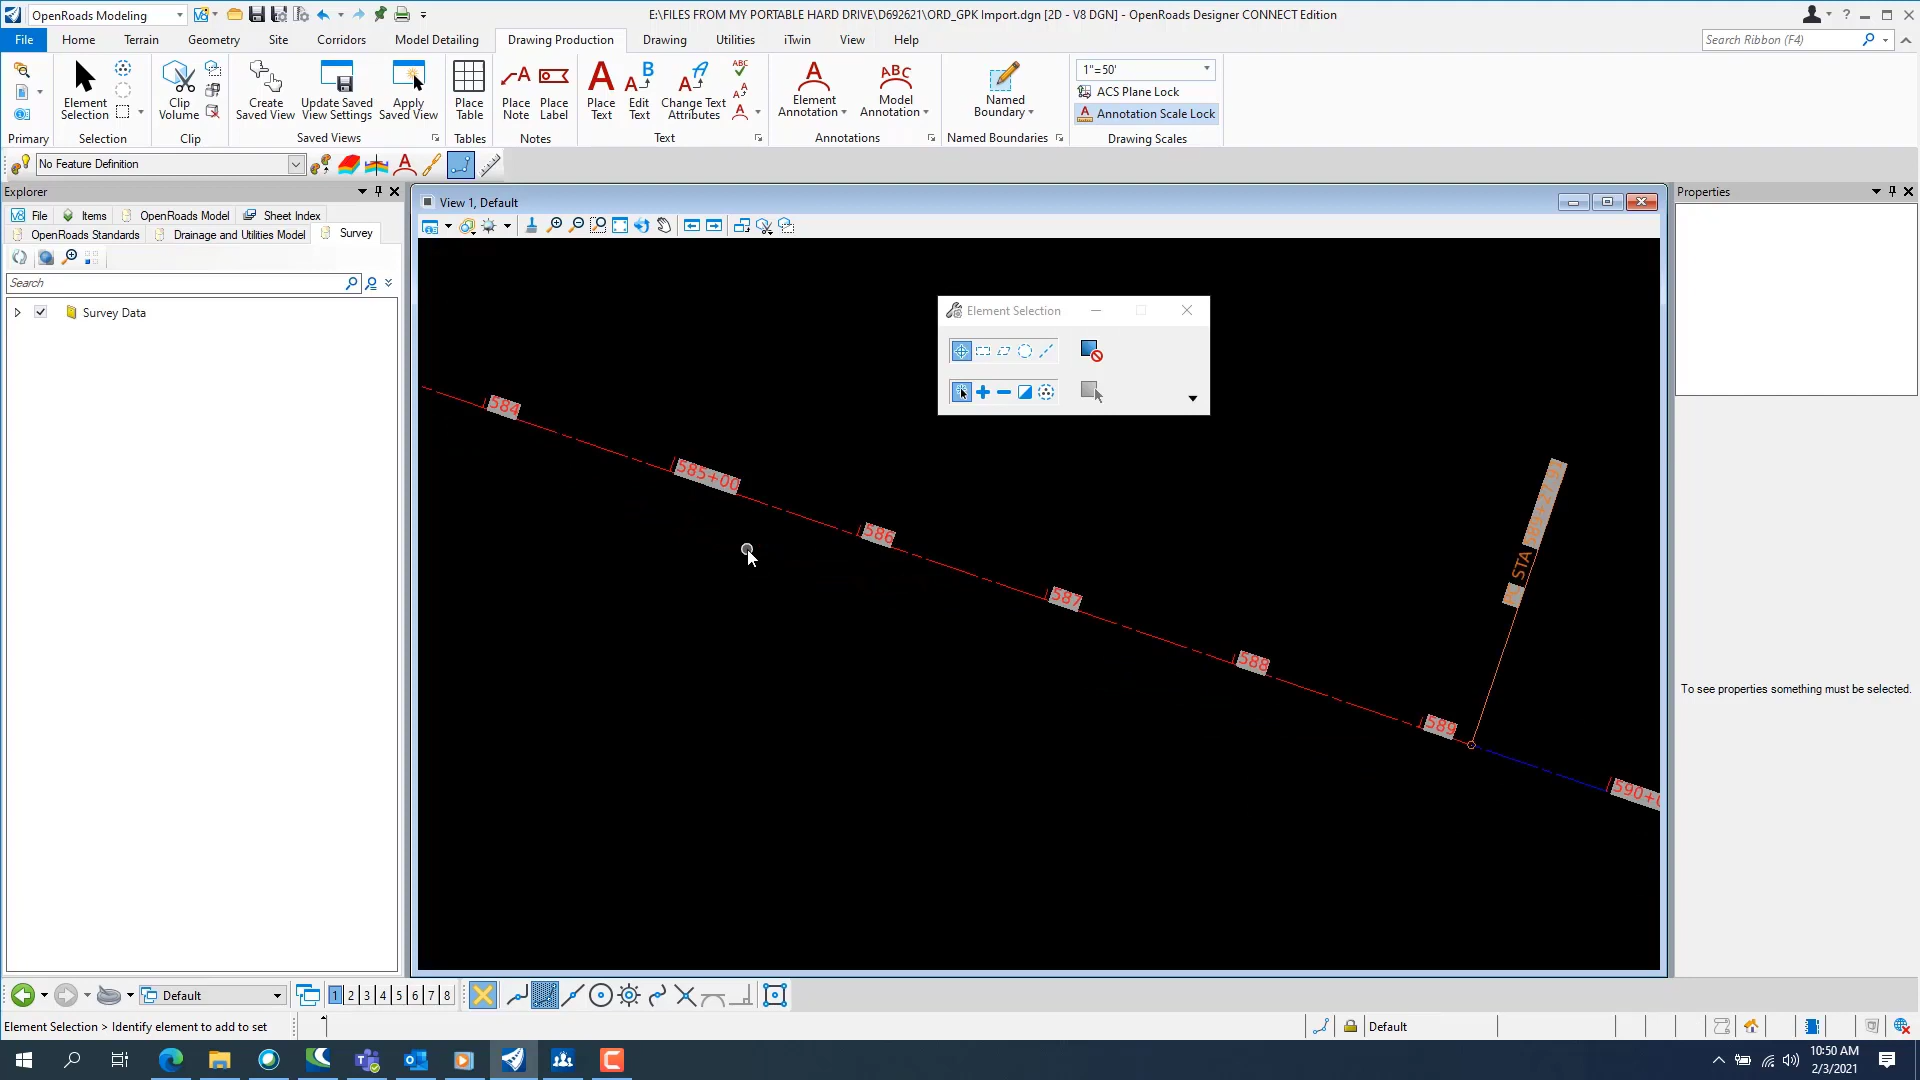 OpenRoads Modeling
E:\FILES FROM MY PORTABLE HARD DRIVE\D692621\ORD_GPK Import.dgn [2D - V8 DGN] - OpenRoads Designer CONNECT Edition
File Home Terrain Geometry Site Corridors Model Detailing Drawing Production Drawing Utilities iTwin View Help
Search Ribbon (F4)
Element Selection
Clip Volume
Create Saved View
Update Saved View Settings
Apply Saved View
Place Table
Place Note
Place Label
Place Text
Edit Text
Change Text Attributes
Element Annotation
Model Annotation
Named Boundary
1"=50'
ACS Plane Lock
Annotation Scale Lock
Primary Selection Clip Saved Views Tables Notes Text Annotations Named Boundaries Drawing Scales
No Feature Definition
Explorer
File Items OpenRoads Model Sheet Index
OpenRoads Standards Drainage and Utilities Model Survey
Search
Survey Data
View 1, Default
Element Selection
584
585+00
586
587
588
589
STA
Properties
To see properties something must be selected.
Default
1 2 3 4 5 6 7 8
Element Selection > Identify element to add to set
Default
10:50 AM
2/3/2021